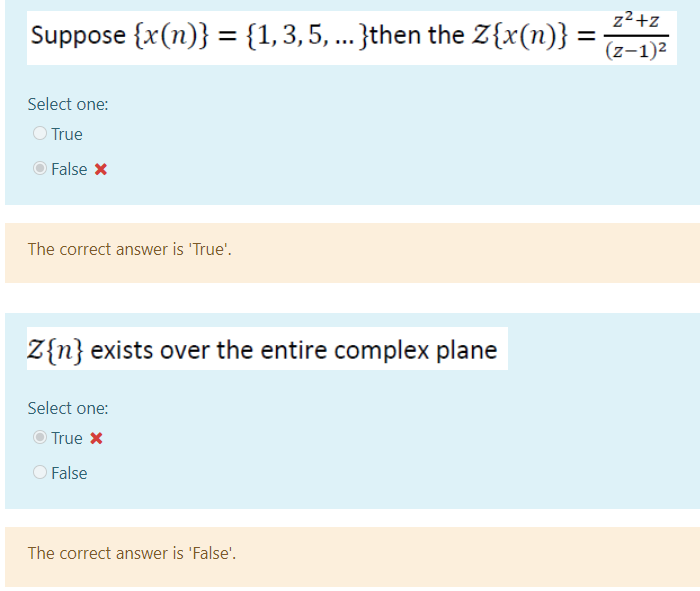 Suppose {x(n)} = {1, 3, 5, ... }then the Z{x(n)} = z²+z / (z−1)²
Select one:
True
False ✖
The correct answer is 'True'.
Z{n} exists over the entire complex plane
Select one:
True ✖
False
The correct answer is 'False'.